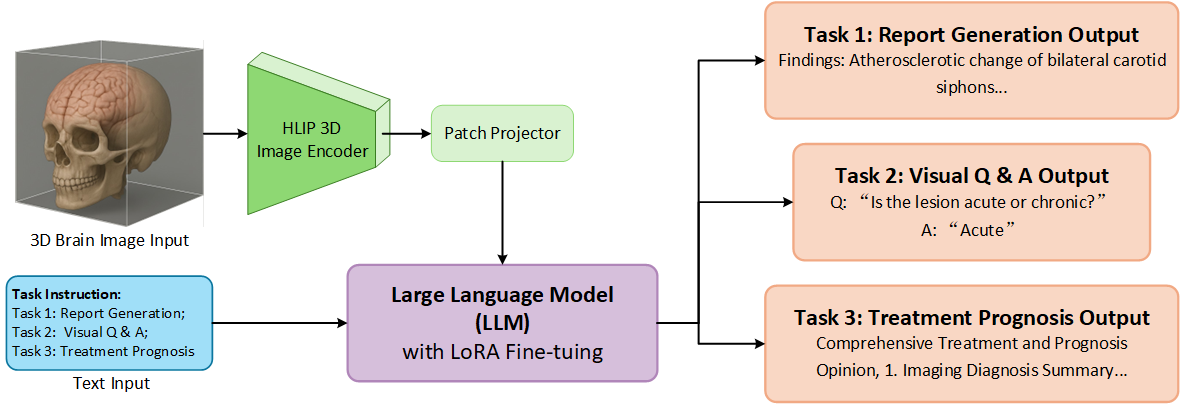 3D Brain Image Input
HLIP 3D
Image Encoder
Patch Projector
Task Instruction:
Task 1: Report Generation;
Task 2:  Visual Q & A;
Task 3: Treatment Prognosis
Text Input
Large Language Model
(LLM)
with LoRA Fine-tuing
Task 1: Report Generation Output
Findings: Atherosclerotic change of bilateral carotid
siphons...
Task 2: Visual Q & A Output
Q: “Is the lesion acute or chronic?”
A: “Acute”
Task 3: Treatment Prognosis Output
Comprehensive Treatment and Prognosis
Opinion, 1. Imaging Diagnosis Summary...